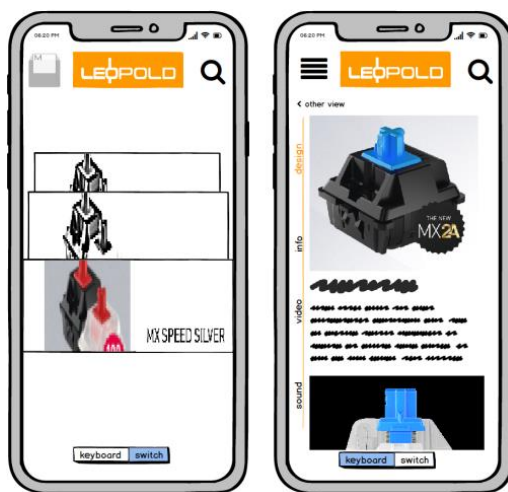 06:20 PM
M
LEOPOLD
MX SPEED SILVER
100
keyboard switch
06:20 PM
LEOPOLD
< other view
design
info
video
sound
THE NEW
MX2A
keyboard switch